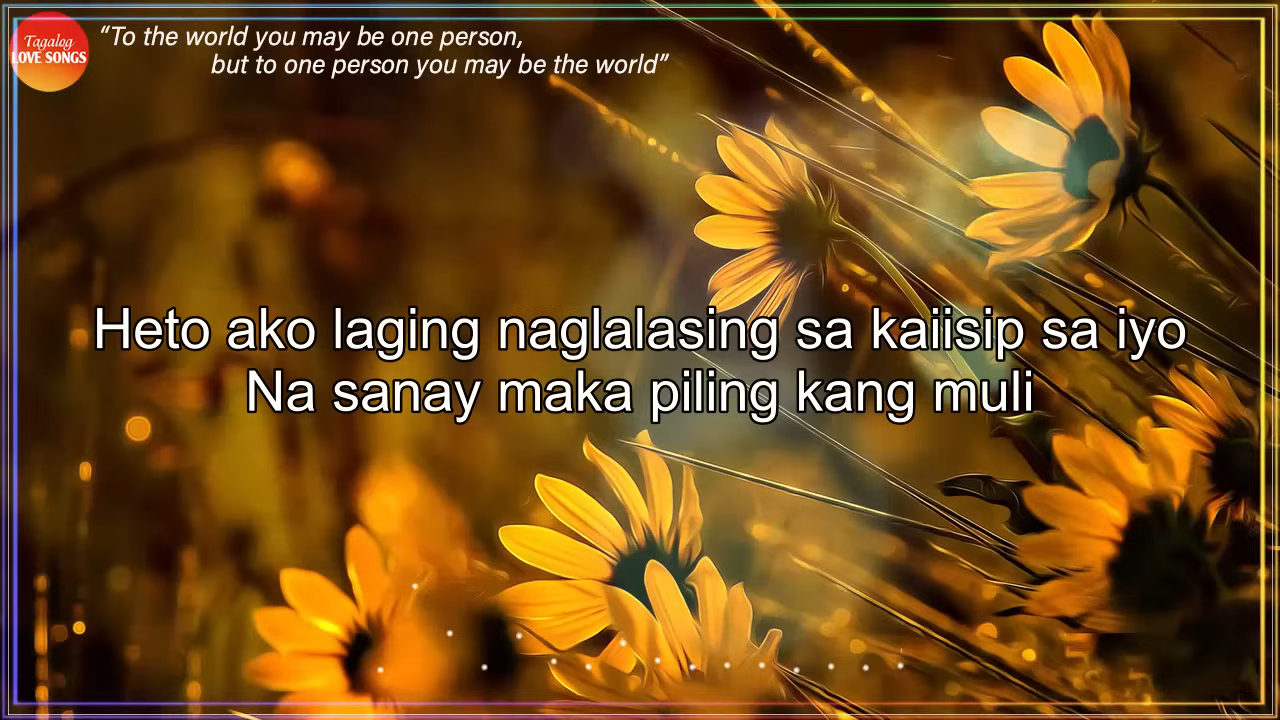 Tagalog
LOVE SONGS
“To the world you may be one person,
but to one person you may be the world”
Heto ako laging naglalasing sa kaiisip sa iyo
Na sanay maka piling kang muli